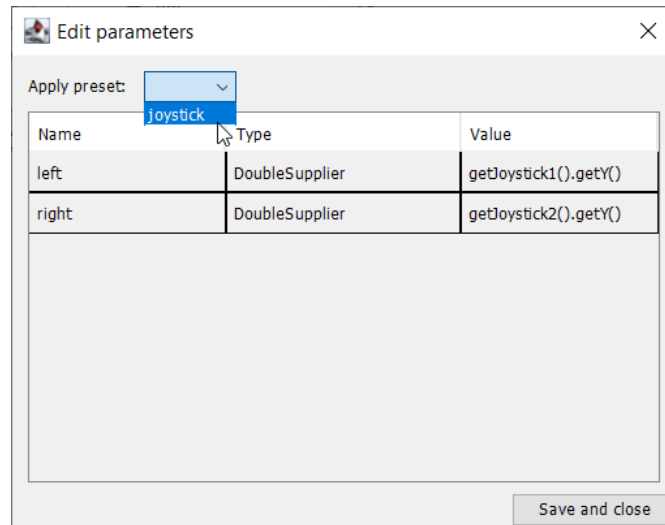 Edit parameters
Apply preset:
joystick
Name Type Value
left DoubleSupplier getJoystick1().getY()
right DoubleSupplier getJoystick2().getY()
Save and close